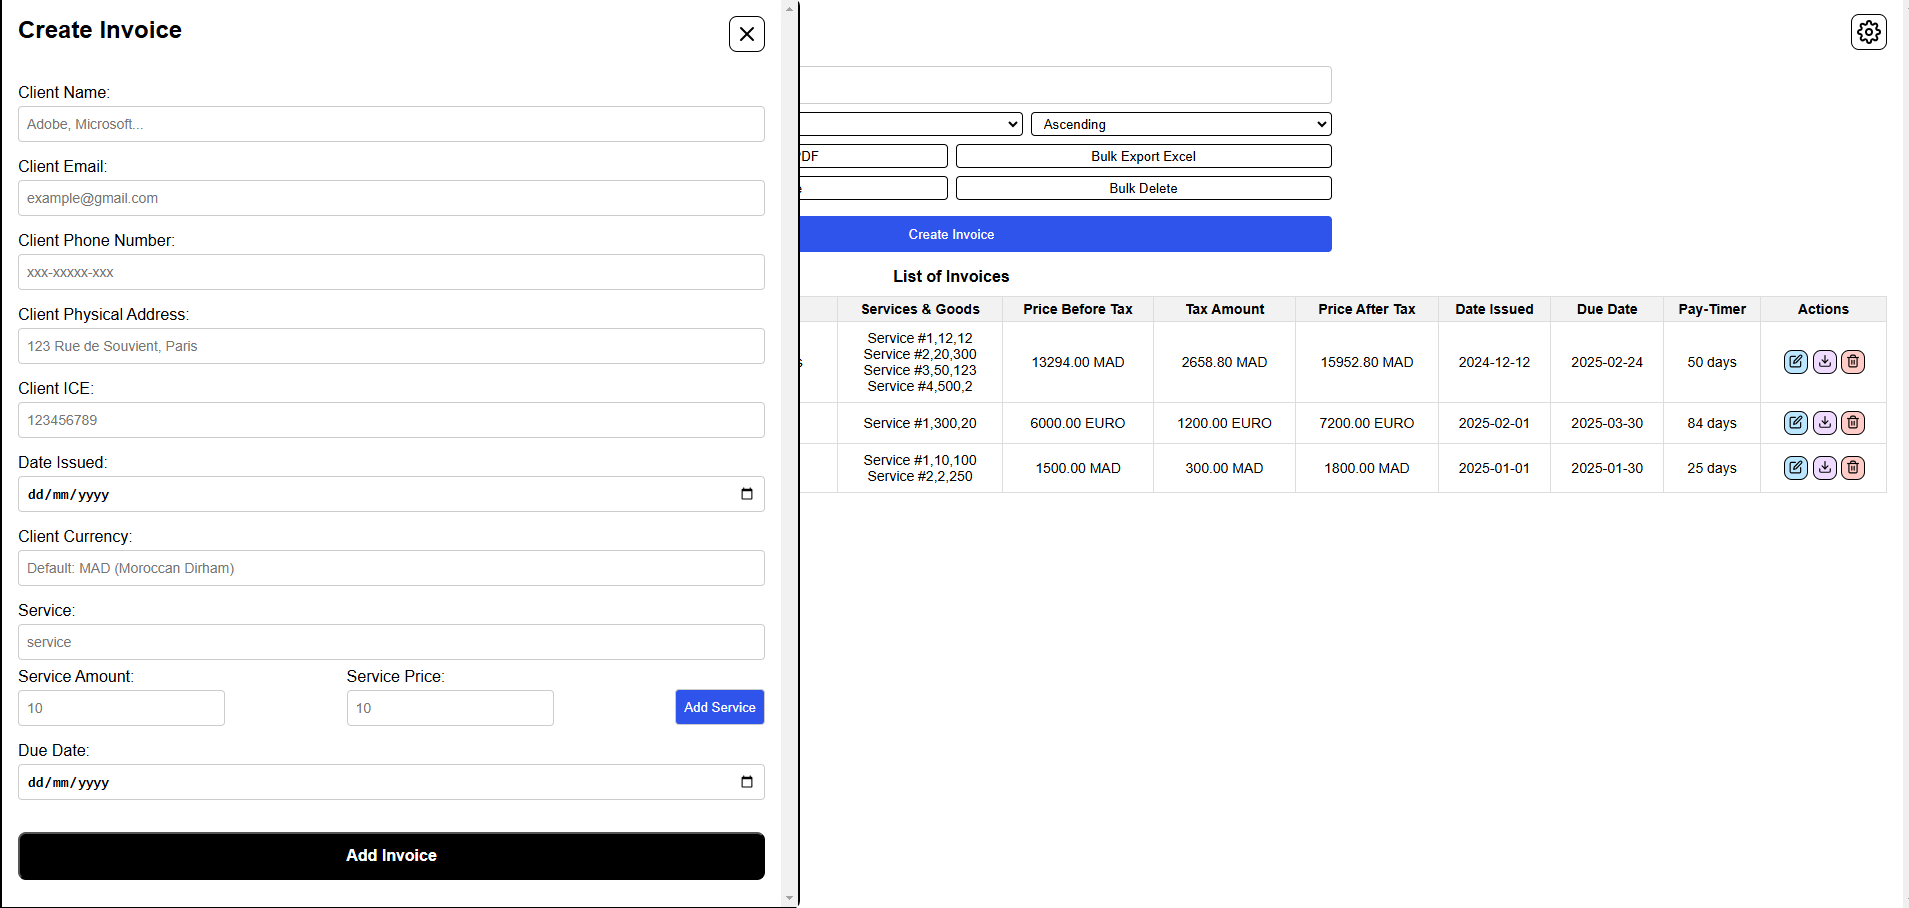 Create Invoice
Client Name:
Adobe, Microsoft...
Client Email:
example@gmail.com
Client Phone Number:
xxx-xxxxx-xxx
Client Physical Address:
123 Rue de Souvient, Paris
Client ICE:
123456789
Date Issued:
dd/mm/yyyy
Client Currency:
Default: MAD (Moroccan Dirham)
Service:
service
Service Amount: Service Price:
10 10 Add Service
Due Date:
dd/mm/yyyy
Add Invoice
Ascending
PDF Bulk Export Excel
Bulk Delete
Create Invoice
List of Invoices
Services & Goods Price Before Tax Tax Amount Price After Tax Date Issued Due Date Pay-Timer Actions
Service #1,12,12
Service #2,20,300
Service #3,50,123
Service #4,500,2
13294.00 MAD 2658.80 MAD 15952.80 MAD 2024-12-12 2025-02-24 50 days
Service #1,300,20 6000.00 EURO 1200.00 EURO 7200.00 EURO 2025-02-01 2025-03-30 84 days
Service #1,10,100
Service #2,2,250
1500.00 MAD 300.00 MAD 1800.00 MAD 2025-01-01 2025-01-30 25 days